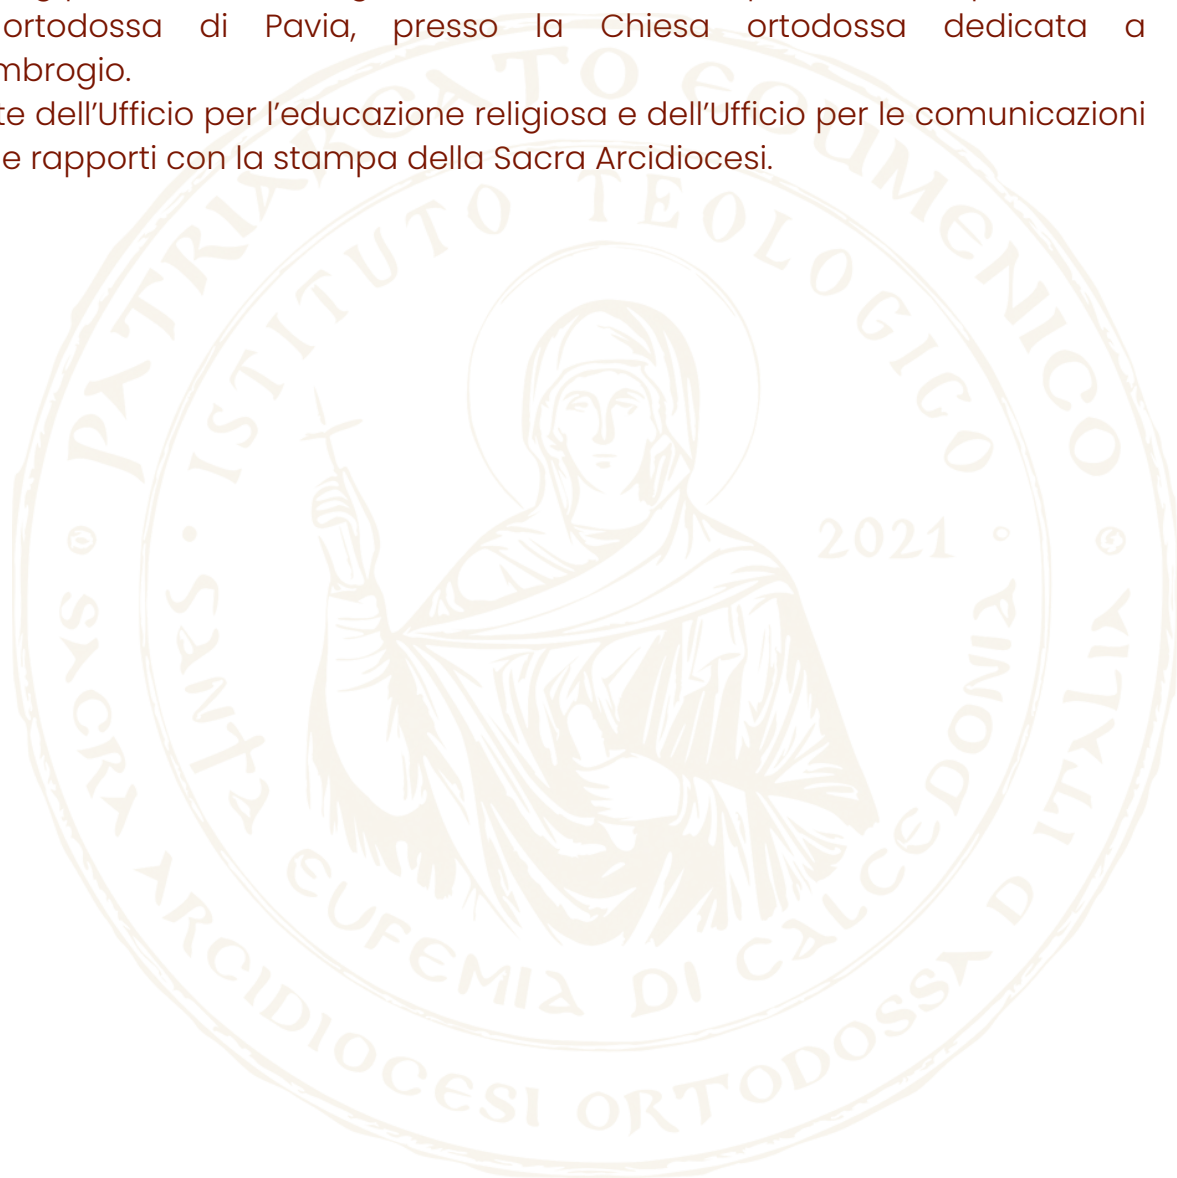 ortodossa di Pavia, presso la Chiesa ortodossa dedicata a
mbrogio.
te dell’Ufficio per l’educazione religiosa e dell’Ufficio per le comunicazioni
e rapporti con la stampa della Sacra Arcidiocesi.
PATRIARCATO ECUMENICO
ISTITUTO TEOLOGICO
2021
SANTA EUFEMIA DI CALCEDONIA
SACRA ARCIDIOCESI ORTODOSSA D ITALIA